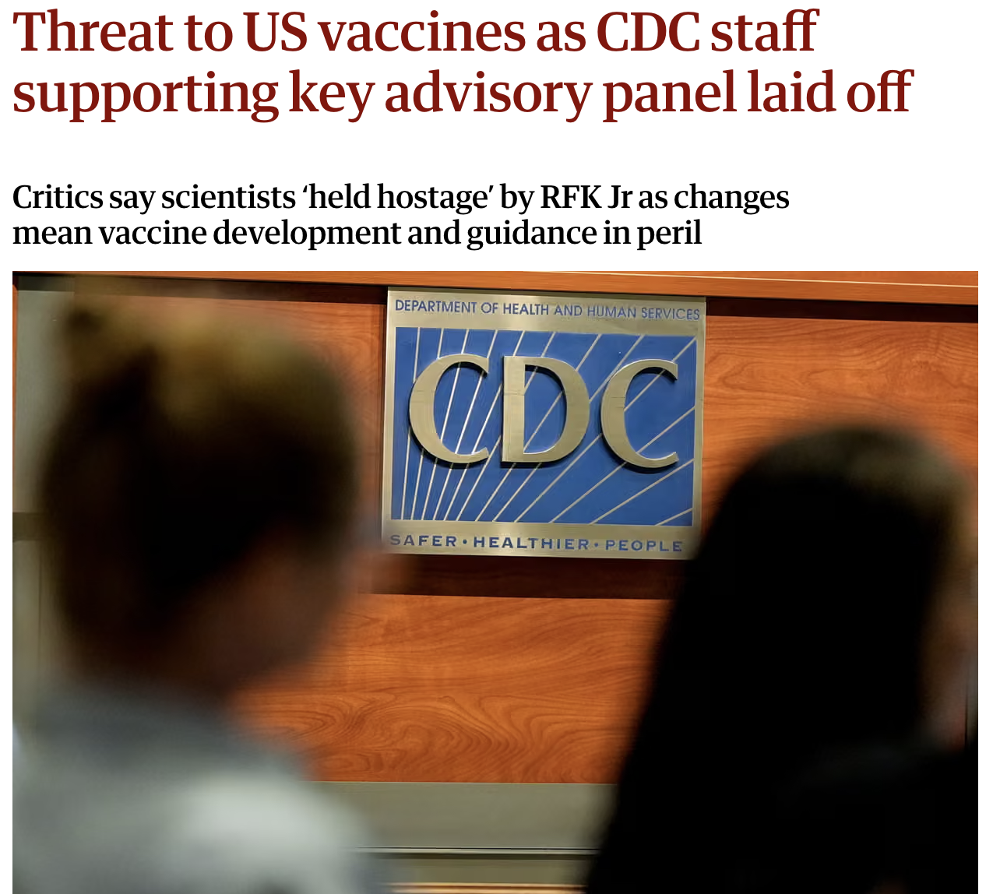 Threat to US vaccines as CDC staff
supporting key advisory panel laid off
Critics say scientists ‘held hostage’ by RFK Jr as changes
mean vaccine development and guidance in peril
DEPARTMENT OF HEALTH AND HUMAN SERVICES
CDC
SAFER • HEALTHIER • PEOPLE